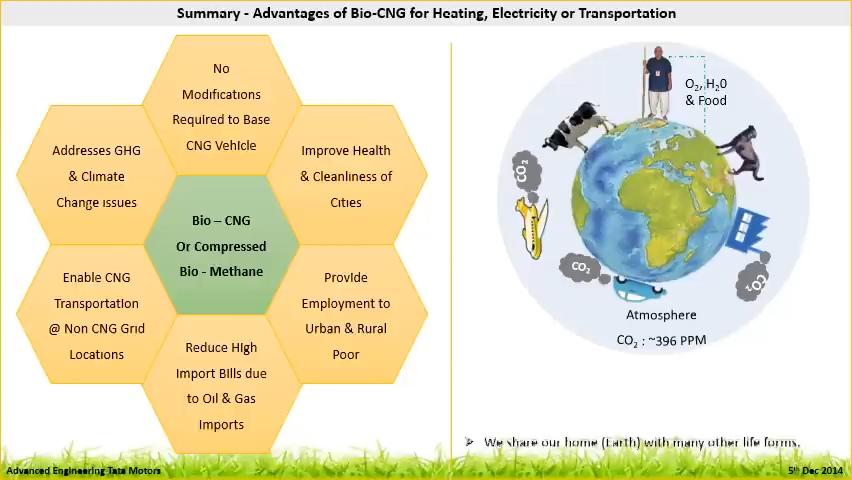 Summary - Advantages of Bio-CNG for Heating, Electricity or Transportation
No
Modifications
Required to Base
CNG Vehicle
Addresses GHG
& Climate
Change issues
Improve Health
& Cleanliness of
Cities
Bio – CNG
Or Compressed
Bio - Methane
Enable CNG
Transportation
@ Non CNG Grid
Locations
Provide
Employment to
Urban & Rural
Poor
Reduce High
Import Bills due
to Oil & Gas
Imports
O₂, H₂0
& Food
CO₂
CO₂
CO₂
Atmosphere
CO₂ : ~396 PPM
➢ We share our home (Earth) with many other life forms.
Advanced Engineering Tata Motors
5th Dec 2014